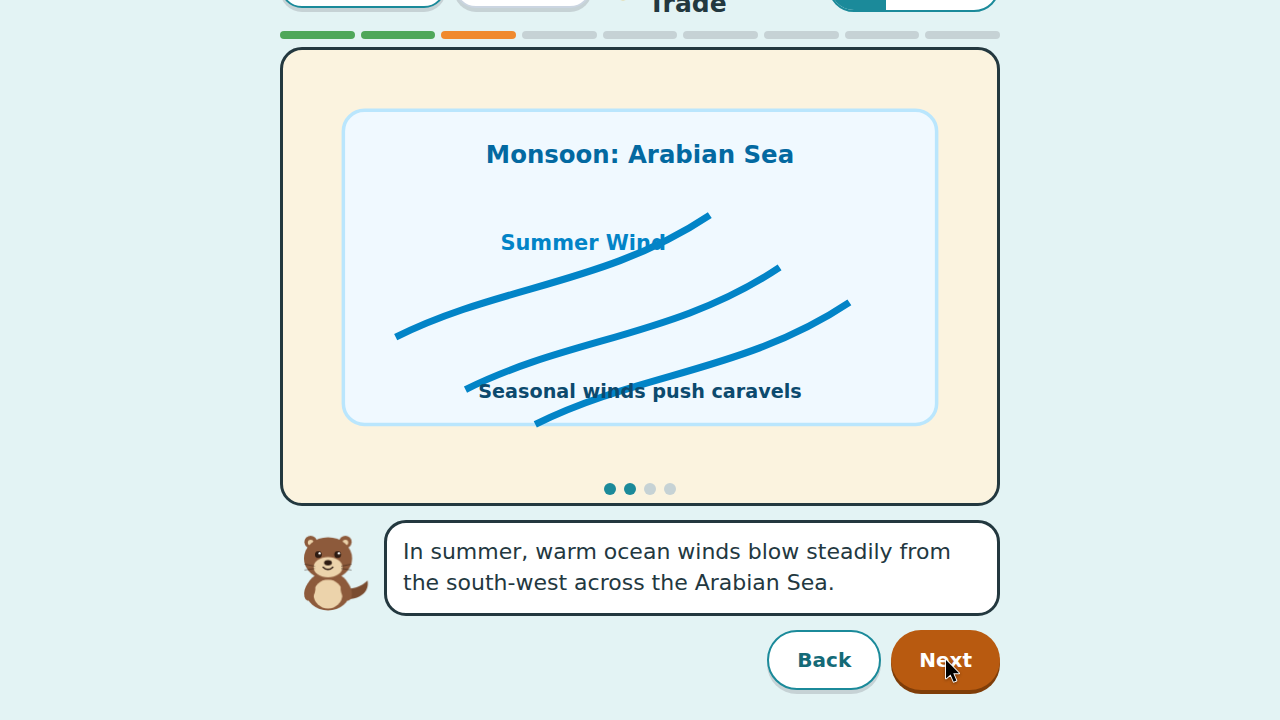 Trade
Monsoon: Arabian Sea
Summer Wind
Seasonal winds push caravels
In summer, warm ocean winds blow steadily from
the south-west across the Arabian Sea.
Back
Next